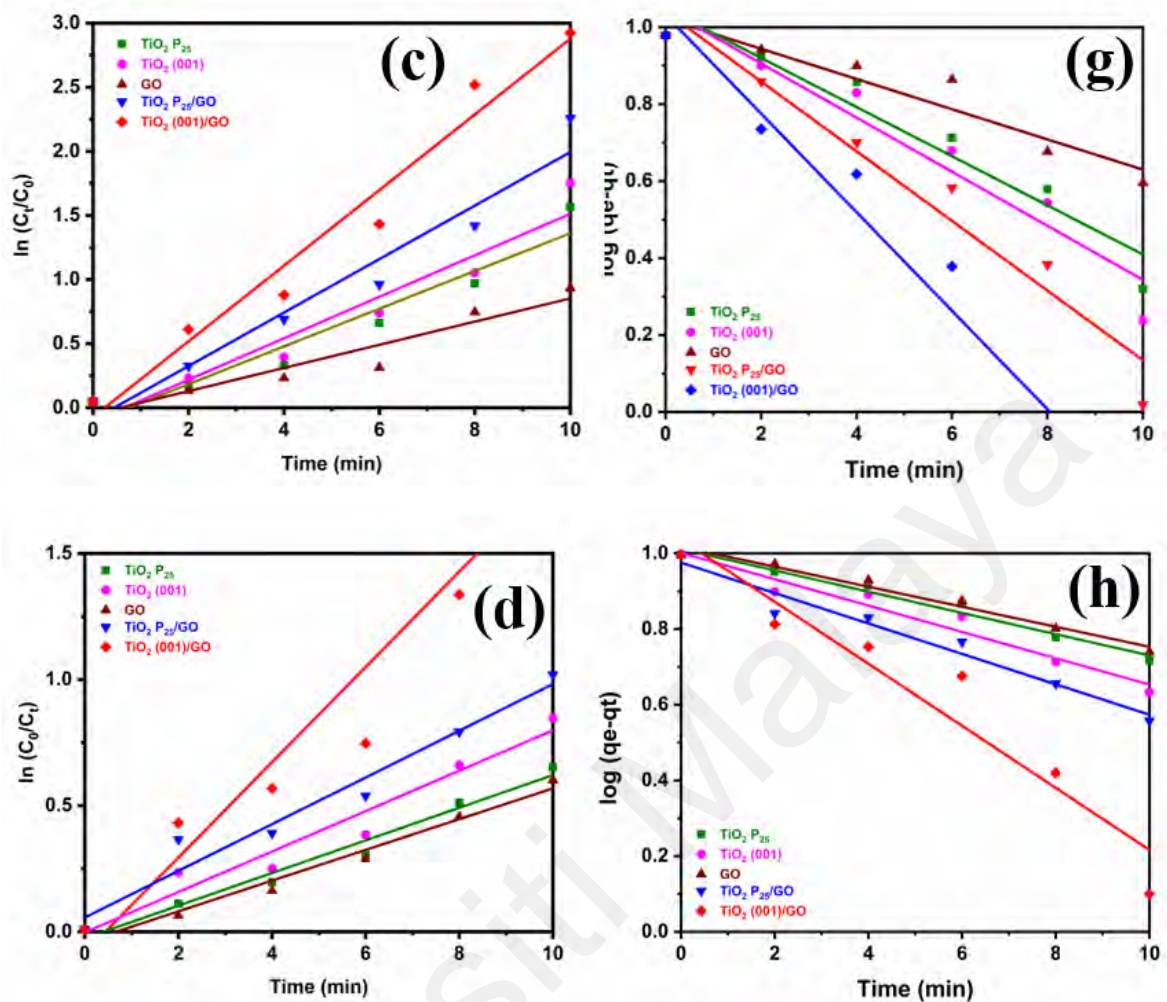 (c)
3.0
2.5
2.0
1.5
1.0
0.5
0.0
ln (Cₜ/C₀)
TiO₂ P₂₅
TiO₂ (001)
GO
TiO₂ P₂₅/GO
TiO₂ (001)/GO
0 2 4 6 8 10
Time (min)
(g)
1.0
0.8
0.6
0.4
0.2
0.0
TiO₂ P₂₅
TiO₂ (001)
GO
TiO₂ P₂₅/GO
TiO₂ (001)/GO
0 2 4 6 8 10
Time (min)
(d)
1.5
1.0
0.5
0.0
ln (C₀/Cₜ)
TiO₂ P₂₅
TiO₂ (001)
GO
TiO₂ P₂₅/GO
TiO₂ (001)/GO
0 2 4 6 8 10
Time (min)
(h)
1.0
0.8
0.6
0.4
0.2
0.0
log (qe-qt)
TiO₂ P₂₅
TiO₂ (001)
GO
TiO₂ P₂₅/GO
TiO₂ (001)/GO
0 2 4 6 8 10
Time (min)
siti Malaya